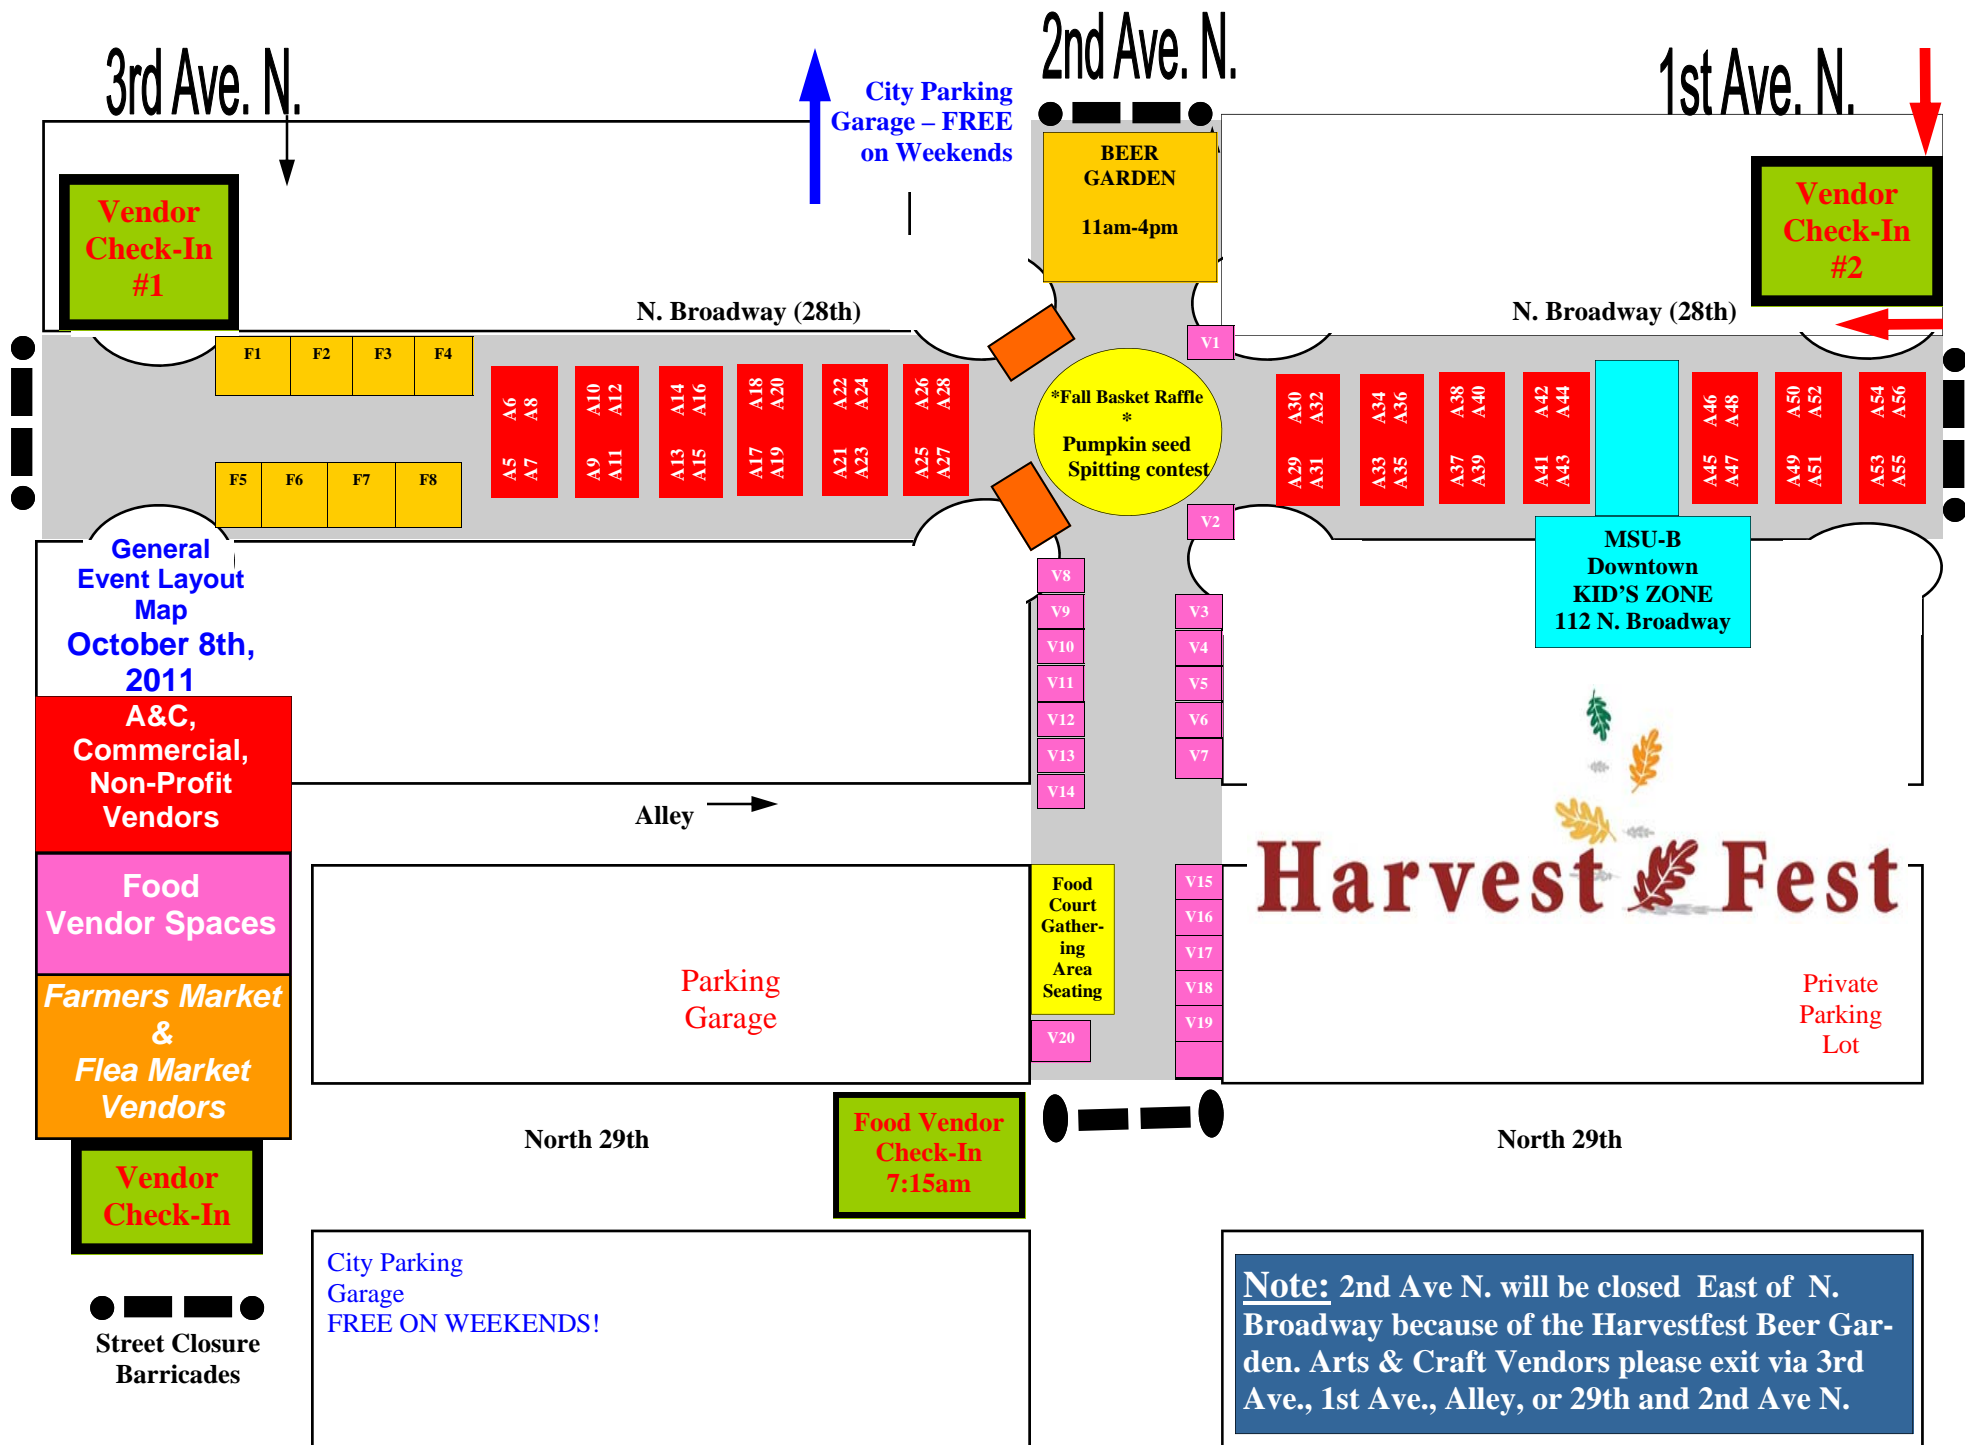 3rd Ave. N.
2nd Ave. N.
1st Ave. N.
City Parking
Garage – FREE
on Weekends
BEER
GARDEN
11am-4pm
Vendor
Check-In
#1
Vendor
Check-In
#2
N. Broadway (28th)
N. Broadway (28th)
F1 F2 F3 F4
F5 F6 F7 F8
A6 A8 A10 A12 A14 A16 A18 A20 A22 A24 A26 A28
A5 A7 A9 A11 A13 A15 A17 A19 A21 A23 A25 A27
V1
*Fall Basket Raffle
*
Pumpkin seed
Spitting contest
V2
A30 A32 A34 A36 A38 A40 A42 A44 A46 A48 A50 A52 A54 A56
A29 A31 A33 A35 A37 A39 A41 A43 A45 A47 A49 A51 A53 A55
MSU-B
Downtown
KID'S ZONE
112 N. Broadway
General
Event Layout
Map
October 8th,
2011
A&C,
Commercial,
Non-Profit
Vendors
Food
Vendor Spaces
Farmers Market
&
Flea Market
Vendors
Vendor
Check-In
Street Closure
Barricades
V8
V9
V10
V11
V12
V13
V14
V3
V4
V5
V6
V7
Alley
Harvest Fest
Parking
Garage
Food
Court
Gather-
ing
Area
Seating
V20
V15
V16
V17
V18
V19
Private
Parking
Lot
North 29th
Food Vendor
Check-In
7:15am
North 29th
City Parking
Garage
FREE ON WEEKENDS!
Note: 2nd Ave N. will be closed East of N.
Broadway because of the Harvestfest Beer Gar-
den. Arts & Craft Vendors please exit via 3rd
Ave., 1st Ave., Alley, or 29th and 2nd Ave N.